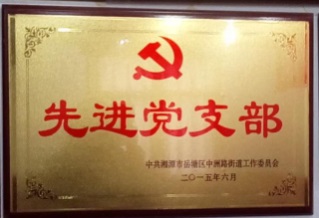 先进党支部
中共湘潭市岳塘区中洲路街道工作委员会
二〇一五年六月